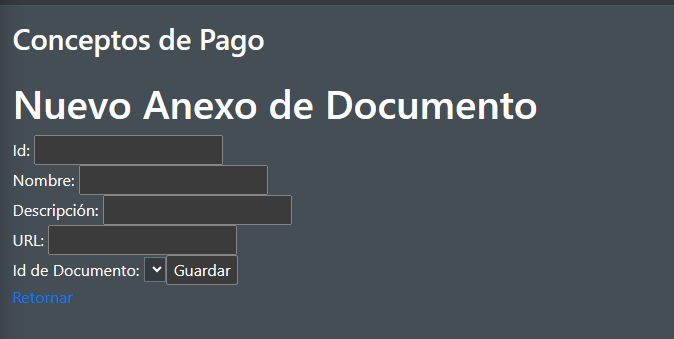 Conceptos de Pago
Nuevo Anexo de Documento
Id:
Nombre:
Descripción:
URL:
Id de Documento: Guardar
Retornar